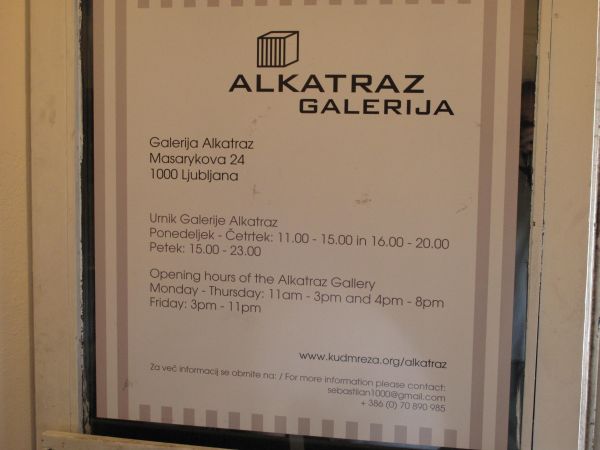 ALKATRAZ
GALERIJA
Galerija Alkatraz
Masarykova 24
1000 Ljubljana
Urnik Galerije Alkatraz
Ponedeljek - Četrtek: 11.00 - 15.00 in 16.00 - 20.00
Petek: 15.00 - 23.00
Opening hours of the Alkatraz Gallery
Monday - Thursday: 11am - 3pm and 4pm - 8pm
Friday: 3pm - 11pm
www.kudmreza.org/alkatraz
Za več informacij se obrnite na: / For more information please contact:
sebastilan1000@gmail.com
+ 386 (0) 70 890 985